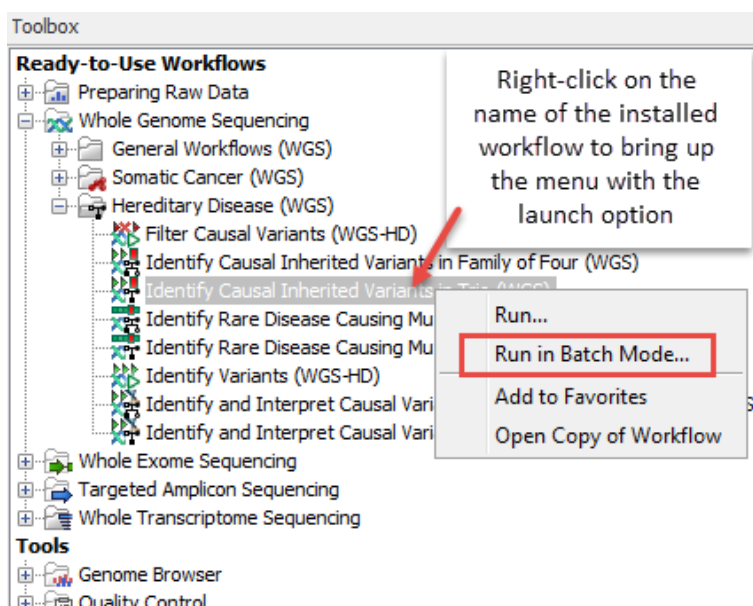 Toolbox
Ready-to-Use Workflows
Preparing Raw Data
Whole Genome Sequencing
General Workflows (WGS)
Somatic Cancer (WGS)
Hereditary Disease (WGS)
Filter Causal Variants (WGS-HD)
Identify Causal Inherited Variants in Family of Four (WGS)
Identify Causal Inherited Variants in Trio (WGS)
Identify Rare Disease Causing Mu
Identify Rare Disease Causing Mu
Identify Variants (WGS-HD)
Identify and Interpret Causal Vari
Identify and Interpret Causal Vari
Whole Exome Sequencing
Targeted Amplicon Sequencing
Whole Transcriptome Sequencing
Tools
Genome Browser
Quality Control
Right-click on the
name of the installed
workflow to bring up
the menu with the
launch option
Run...
Run in Batch Mode...
Add to Favorites
Open Copy of Workflow